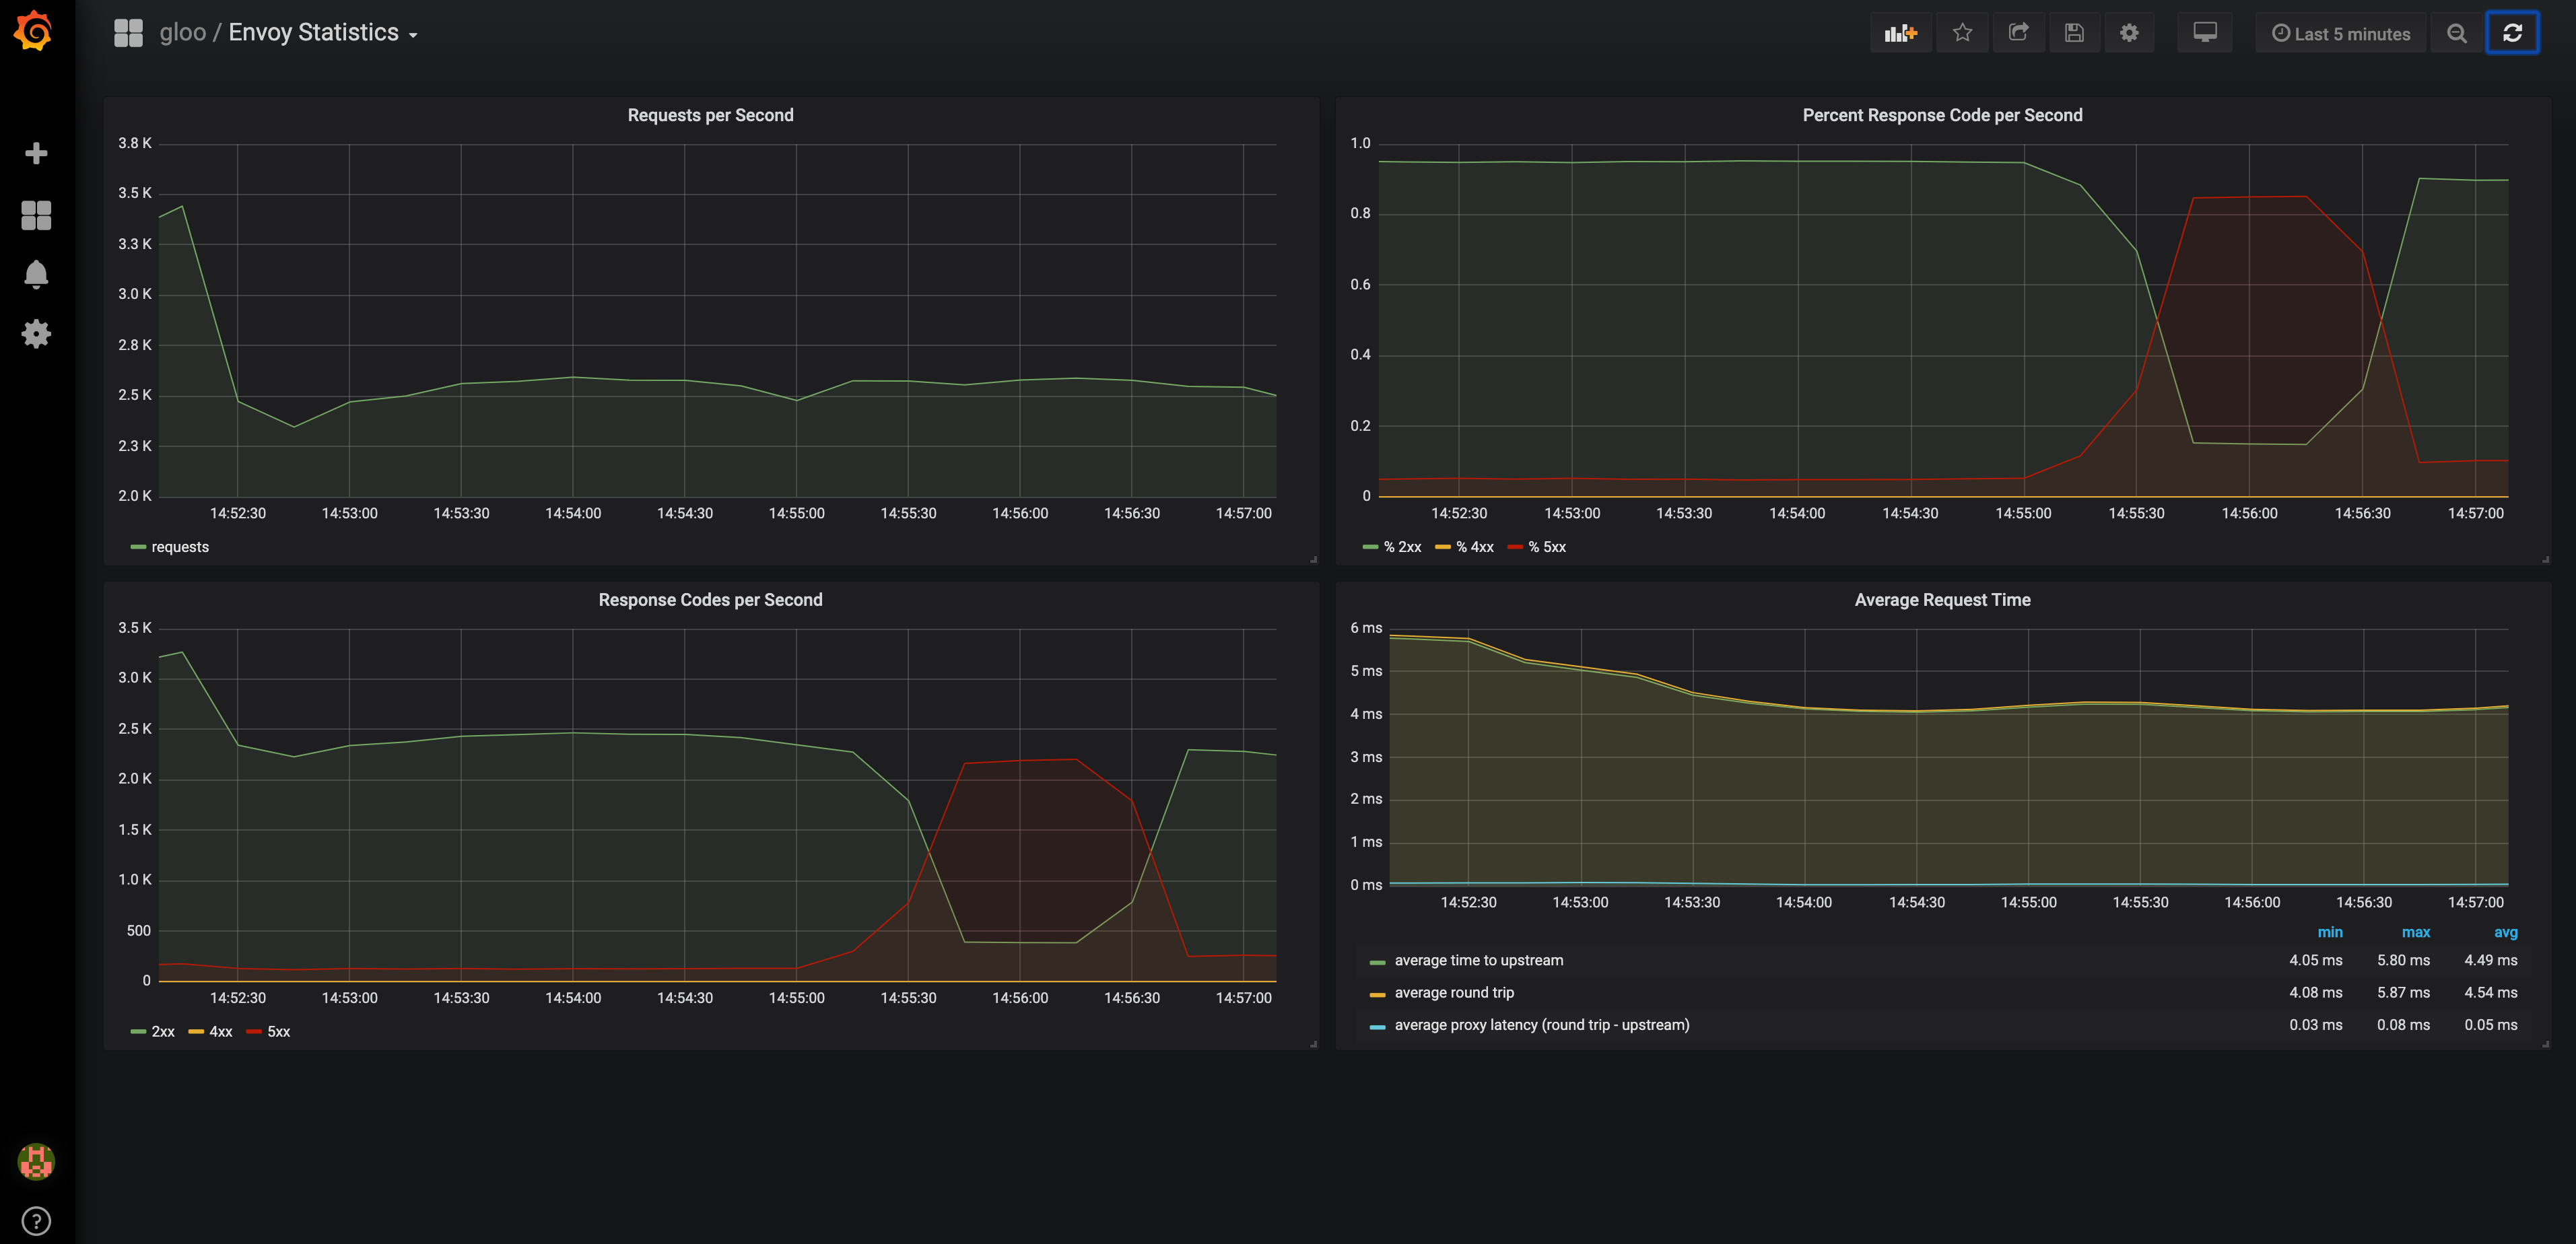 gloo / Envoy Statistics
Last 5 minutes
Requests per Second
3.8 K
3.5 K
3.3 K
3.0 K
2.8 K
2.5 K
2.3 K
2.0 K
14:52:30 14:53:00 14:53:30 14:54:00 14:54:30 14:55:00 14:55:30 14:56:00 14:56:30 14:57:00
requests
Percent Response Code per Second
1.0
0.8
0.6
0.4
0.2
0
14:52:30 14:53:00 14:53:30 14:54:00 14:54:30 14:55:00 14:55:30 14:56:00 14:56:30 14:57:00
% 2xx % 4xx % 5xx
Response Codes per Second
3.5 K
3.0 K
2.5 K
2.0 K
1.5 K
1.0 K
500
0
14:52:30 14:53:00 14:53:30 14:54:00 14:54:30 14:55:00 14:55:30 14:56:00 14:56:30 14:57:00
2xx 4xx 5xx
Average Request Time
6 ms
5 ms
4 ms
3 ms
2 ms
1 ms
0 ms
14:52:30 14:53:00 14:53:30 14:54:00 14:54:30 14:55:00 14:55:30 14:56:00 14:56:30 14:57:00
min max avg
average time to upstream 4.05 ms 5.80 ms 4.49 ms
average round trip 4.08 ms 5.87 ms 4.54 ms
average proxy latency (round trip - upstream) 0.03 ms 0.08 ms 0.05 ms